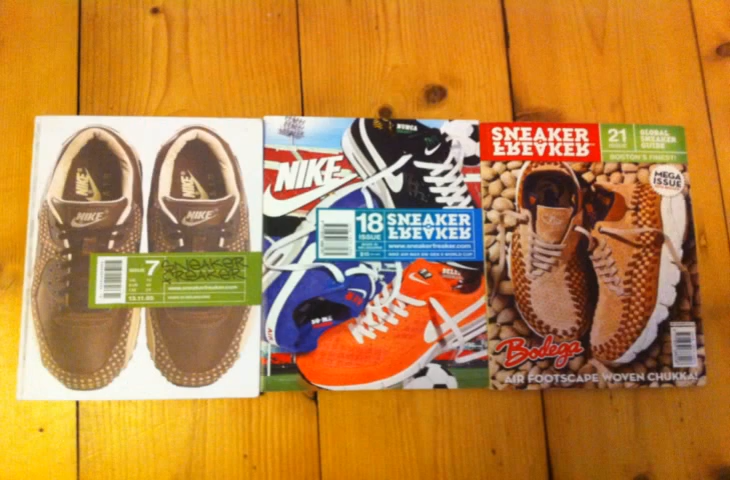 NIKE
NIKE
ISSUE 7
SNEAKER
FREAKER
www.sneakerfreaker.com
NIKE
18
ISSUE
SNEAKER
FREAKER
www.sneakerfreaker.com
SNEAKER
FREAKER
21
ISSUE
GLOBAL
SNEAKER
GUIDE
BOSTON'S FINEST!
MEGA
ISSUE
Bodega
AIR FOOTSCAPE WOVEN CHUKKA!